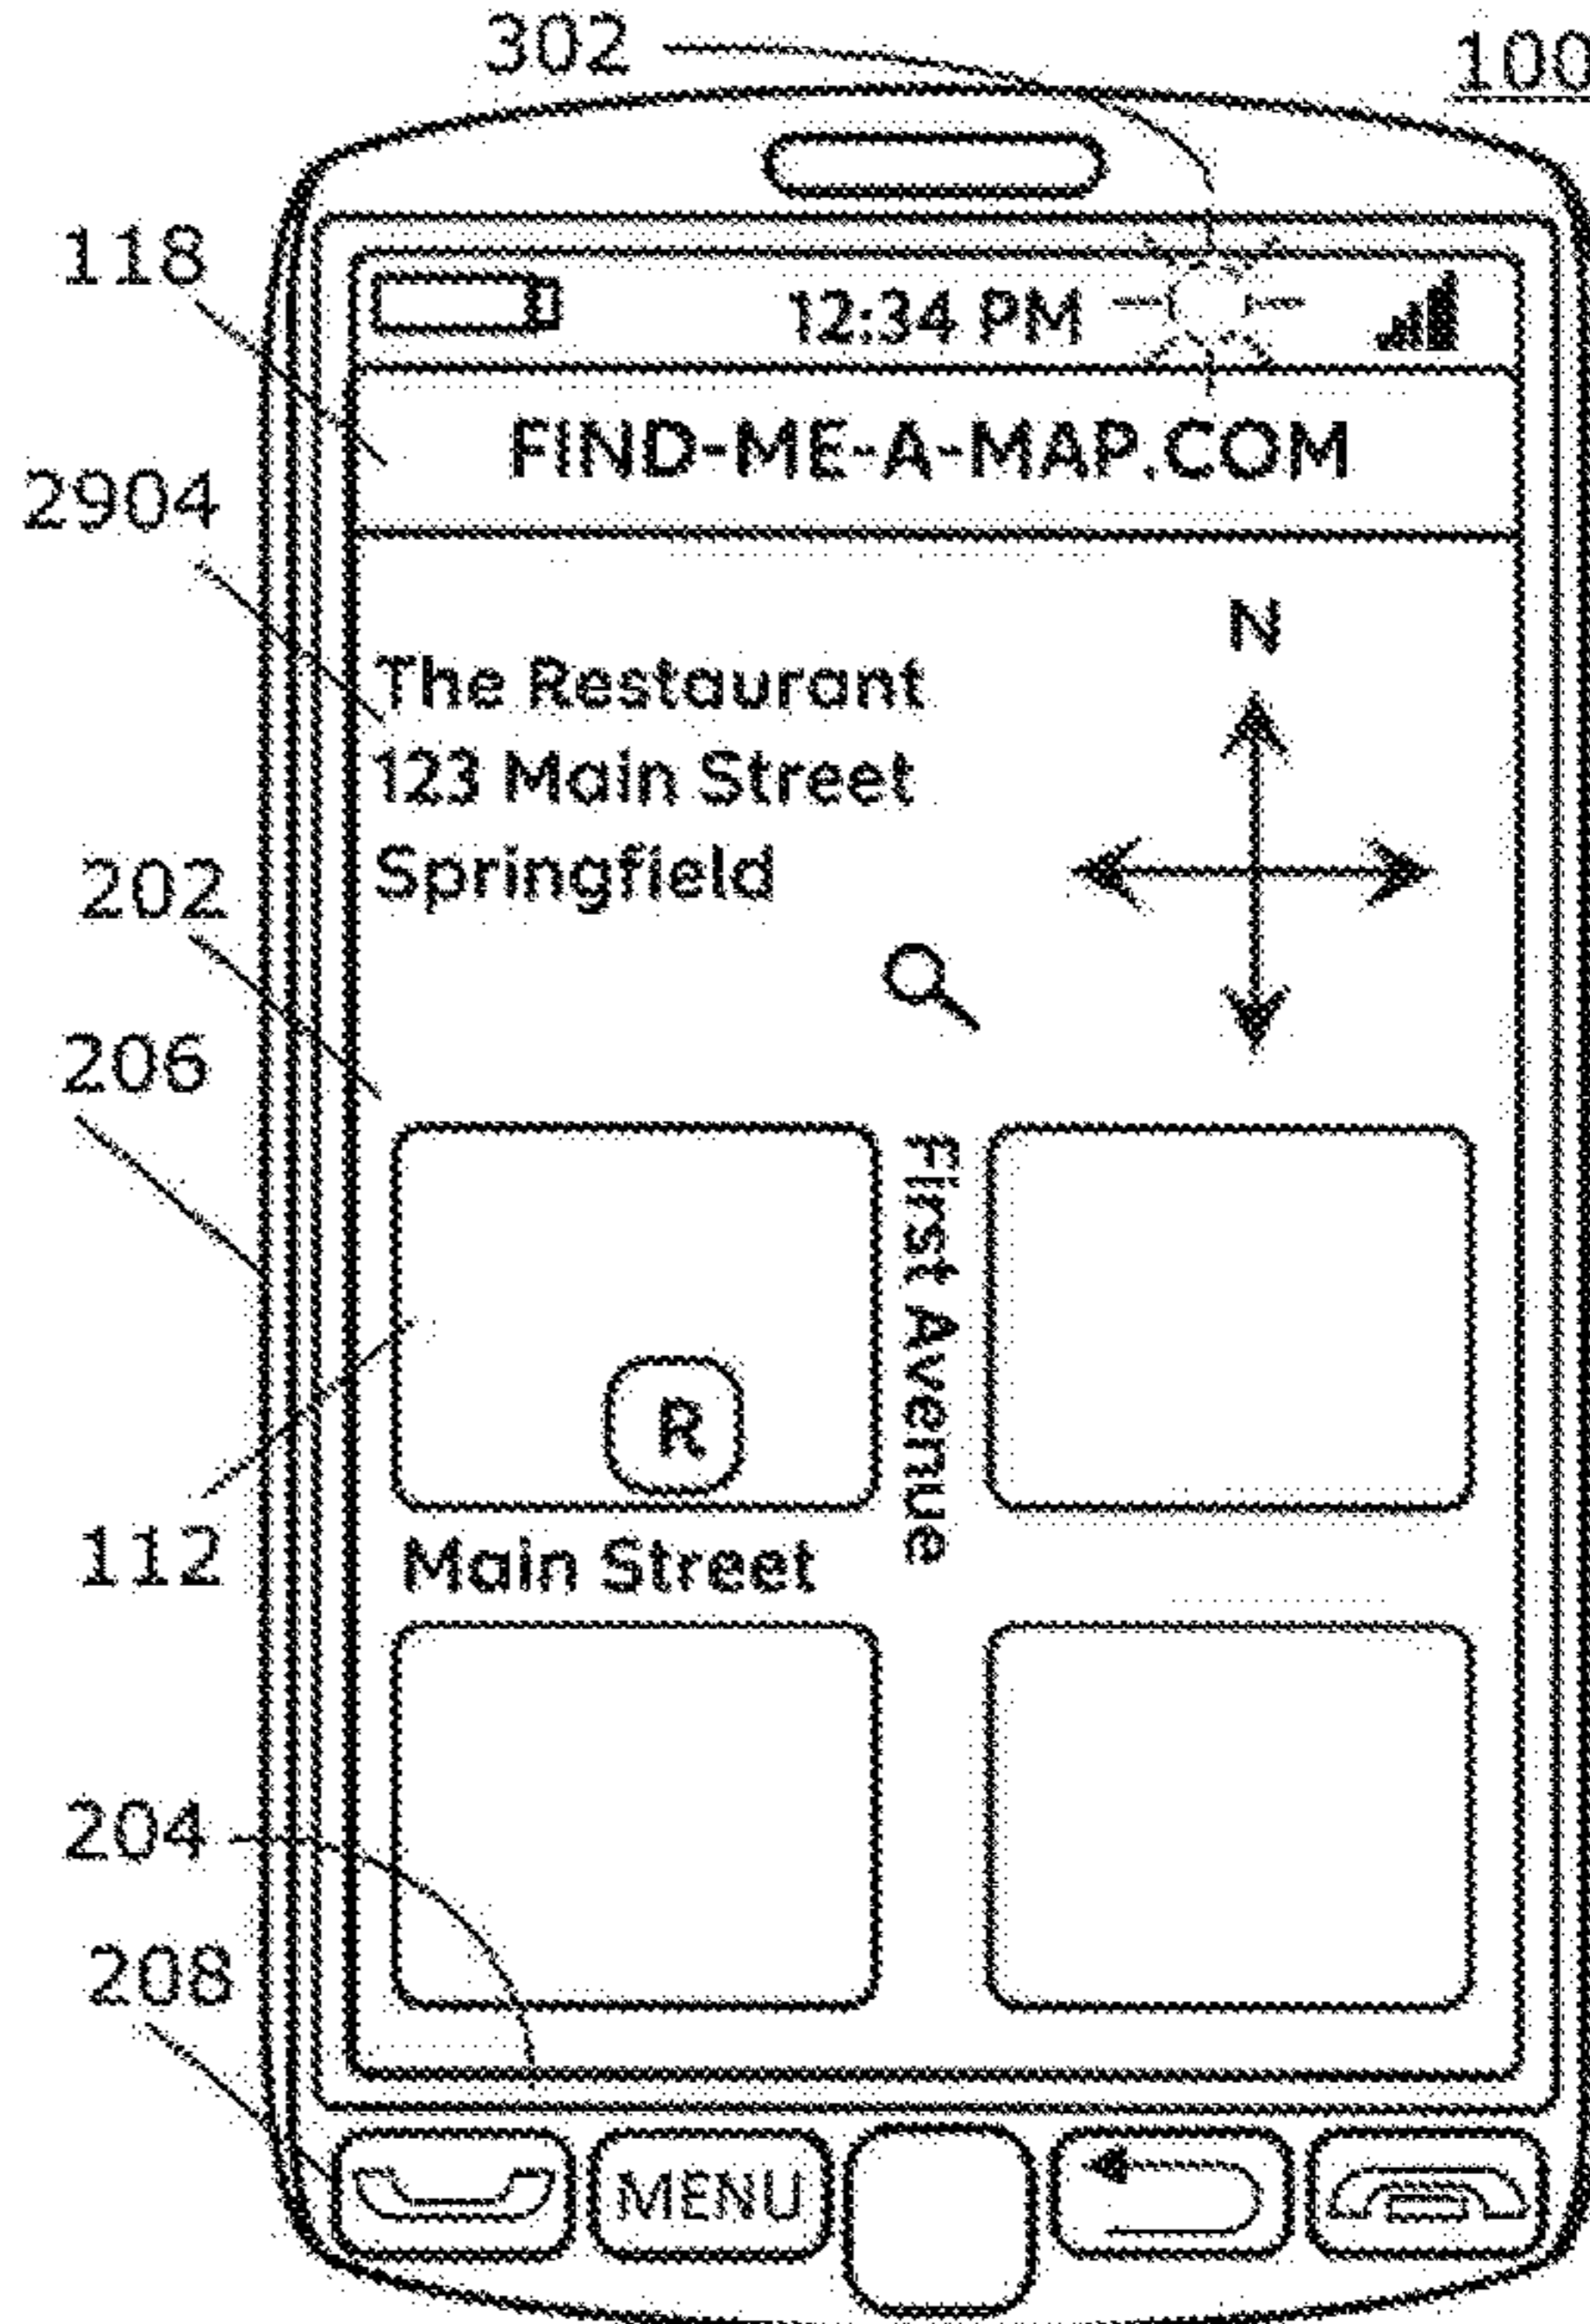 302
100
118
12:34 PM
FIND-ME-A-MAP.COM
2904
N
The Restaurant
123 Main Street
Springfield
202
206
First Avenue
R
112
Main Street
204
208
MENU